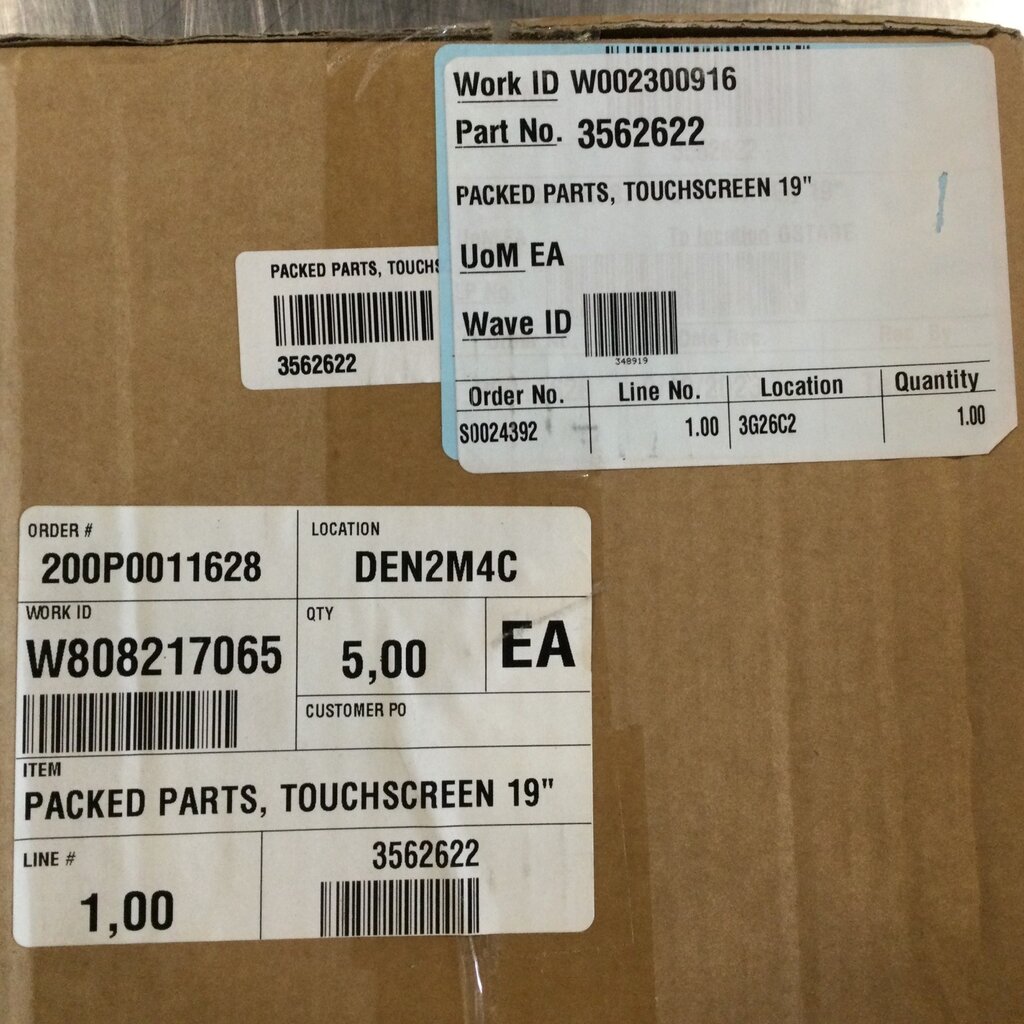 Work ID W002300916
Part No. 3562622
PACKED PARTS, TOUCHSCREEN 19"
UoM EA
Wave ID
348919
Order No. Line No. Location Quantity
S0024392 1.00 3G26C2 1.00
PACKED PARTS, TOUCHS
3562622
ORDER # LOCATION
200P0011628 DEN2M4C
WORK ID QTY
W808217065 5,00 EA
CUSTOMER PO
ITEM
PACKED PARTS, TOUCHSCREEN 19"
LINE # 3562622
1,00